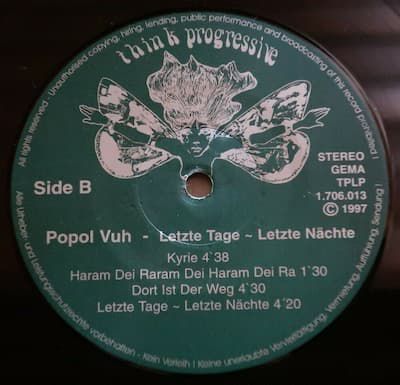 All rights reserved - Unauthorised copying, hiring, lending, public performance and broadcasting of this record prohibited !
think progressive
Side B
STEREO
GEMA
TPLP
1.706.013
© 1997
Popol Vuh - Letzte Tage ~ Letzte Nächte
Kyrie 4`38
Haram Dei Raram Dei Haram Dei Ra 1`30
Dort Ist Der Weg 4`30
Letzte Tage ~ Letzte Nächte 4`20
Alle Urheber und Leistungsschutzrechte vorbehalten - Kein Verleih ! Keine unerlaubte Vervielfältigung, Vermietung, Aufführung, Sendung !